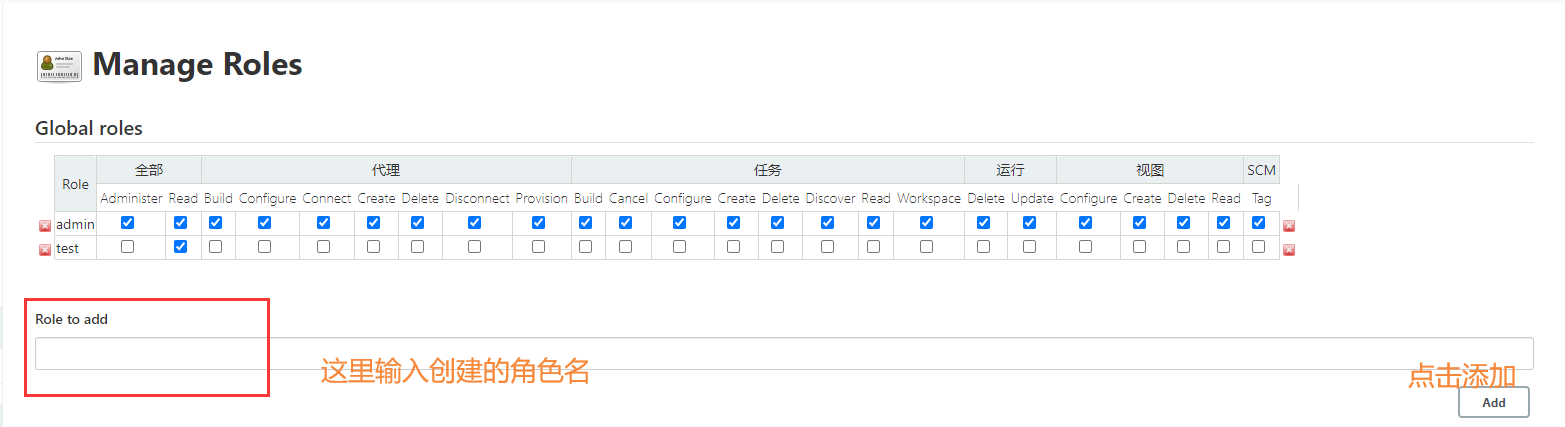 John Doe
Manage Roles
Global roles
Role 全部 代理 任务 运行 视图 SCM
Administer Read Build Configure Connect Create Delete Disconnect Provision Build Cancel Configure Create Delete Discover Read Workspace Delete Update Configure Create Delete Read Tag
admin
test
Role to add
这里输入创建的角色名
点击添加
Add